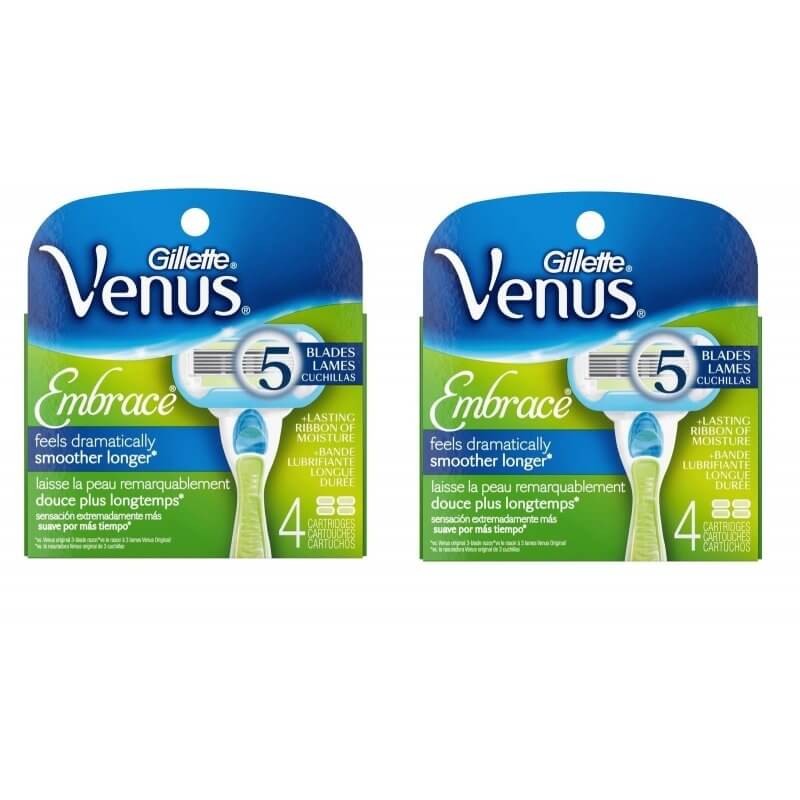 Gillette®
Venus®
5
BLADES
LAMES
CUCHILLAS
Embrace®
feels dramatically
smoother longer*
+LASTING
RIBBON OF
MOISTURE
+BANDE
LUBRIFIANTE
LONGUE
DURÉE
laisse la peau remarquablement
douce plus longtemps*
sensación extremadamente más
suave por más tiempo*
4 CARTRIDGES
CARTOUCHES
CARTUCHOS
Gillette®
Venus®
5
BLADES
LAMES
CUCHILLAS
Embrace®
feels dramatically
smoother longer*
+LASTING
RIBBON OF
MOISTURE
+BANDE
LUBRIFIANTE
LONGUE
DURÉE
laisse la peau remarquablement
douce plus longtemps*
sensación extremadamente más
suave por más tiempo*
4 CARTRIDGES
CARTOUCHES
CARTUCHOS